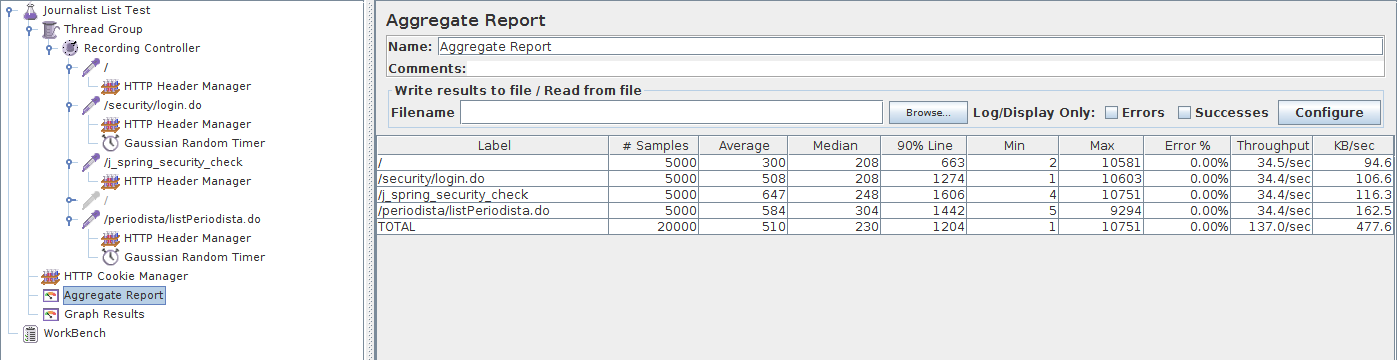 Journalist List Test
Thread Group
Recording Controller
/
HTTP Header Manager
/security/login.do
HTTP Header Manager
Gaussian Random Timer
/j_spring_security_check
HTTP Header Manager
/
/periodista/listPeriodista.do
HTTP Header Manager
Gaussian Random Timer
HTTP Cookie Manager
Aggregate Report
Graph Results
WorkBench
Aggregate Report
Name: Aggregate Report
Comments:
Write results to file / Read from file
Filename Browse... Log/Display Only: Errors Successes Configure
Label # Samples Average Median 90% Line Min Max Error % Throughput KB/sec
/ 5000 300 208 663 2 10581 0.00% 34.5/sec 94.6
/security/login.do 5000 508 208 1274 1 10603 0.00% 34.4/sec 106.6
/j_spring_security_check 5000 647 248 1606 4 10751 0.00% 34.4/sec 116.3
/periodista/listPeriodista.do 5000 584 304 1442 5 9294 0.00% 34.4/sec 162.5
TOTAL 20000 510 230 1204 1 10751 0.00% 137.0/sec 477.6